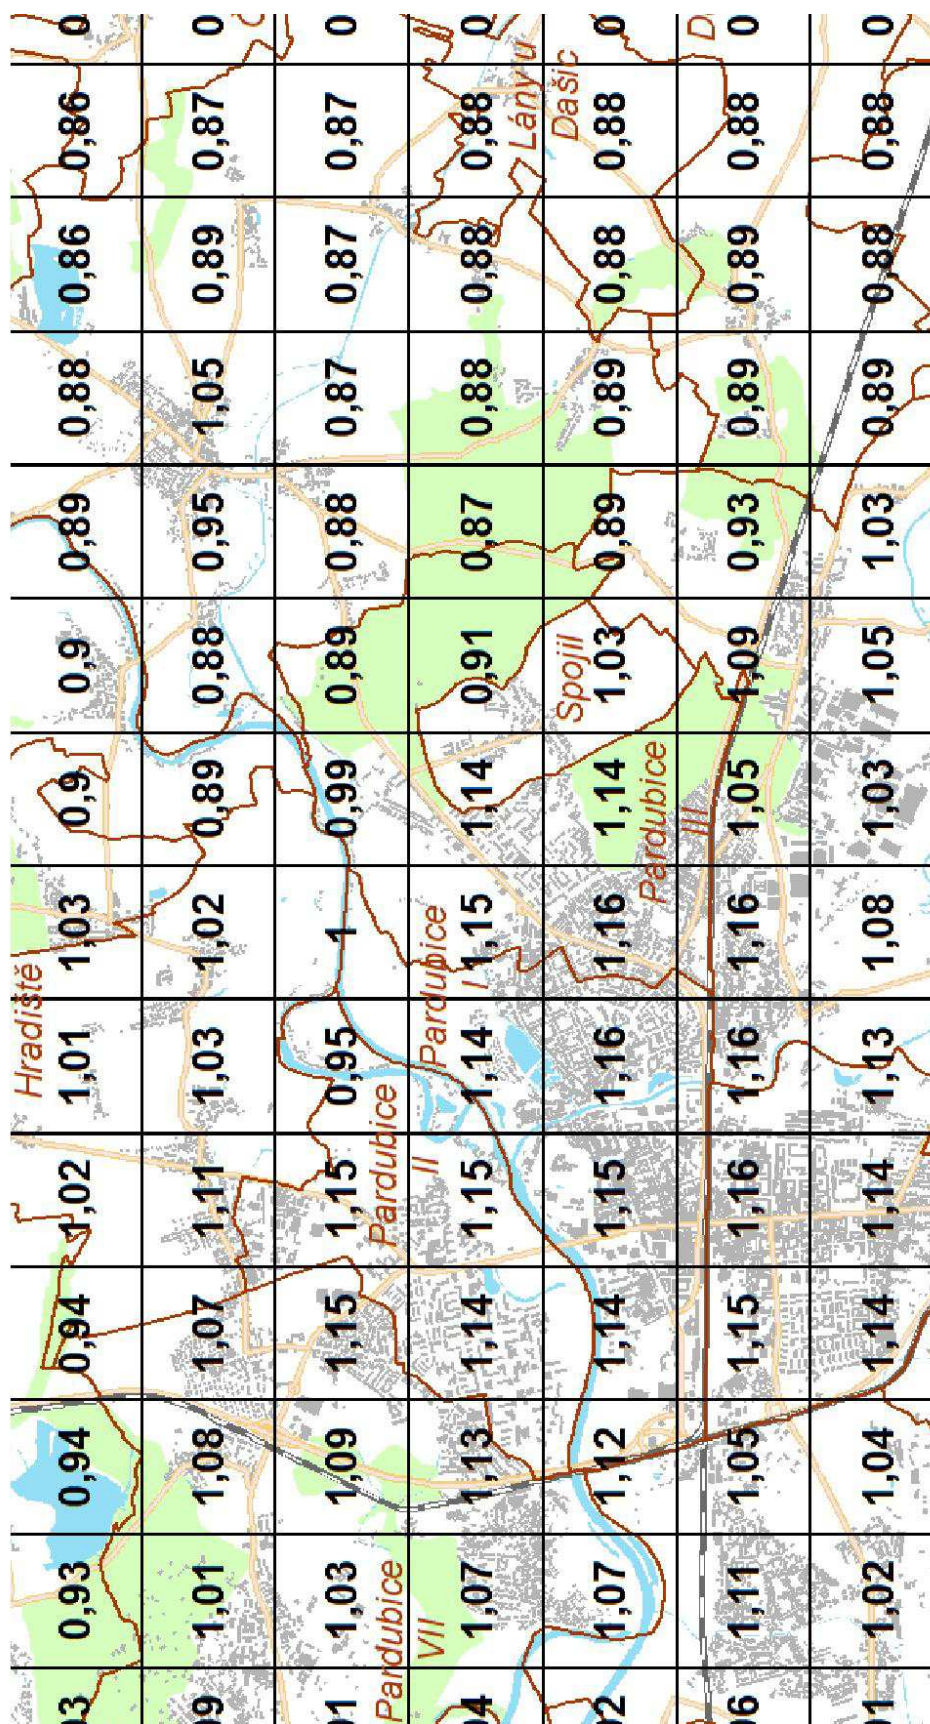 Hradiště
0,93 0,94 0,94 1,02 1,01 1,03 0,9 0,9 0,89 0,88 0,86 0,86 0
1,01 1,08 1,07 1,11 1,03 1,02 0,89 0,88 0,95 1,05 0,89 0,87 0
1,03 1,09 1,15 1,15 0,95 1 0,99 0,89 0,88 0,87 0,87 0,87 0
Pardubice
VII
Pardubice
II
Pardubice
I
1,07 1,13 1,14 1,15 1,14 1,15 1,14 0,91 0,87 0,88 0,88 0,88 0
Lány u
Dašic
Spojil
1,07 1,12 1,14 1,15 1,16 1,16 1,14 1,03 0,89 0,89 0,88 0,88 0
Pardubice
III
1,11 1,05 1,15 1,16 1,16 1,16 1,05 1,09 0,93 0,89 0,89 0,88 0
1,02 1,04 1,14 1,14 1,13 1,08 1,03 1,05 1,03 0,89 0,88 0,88 0